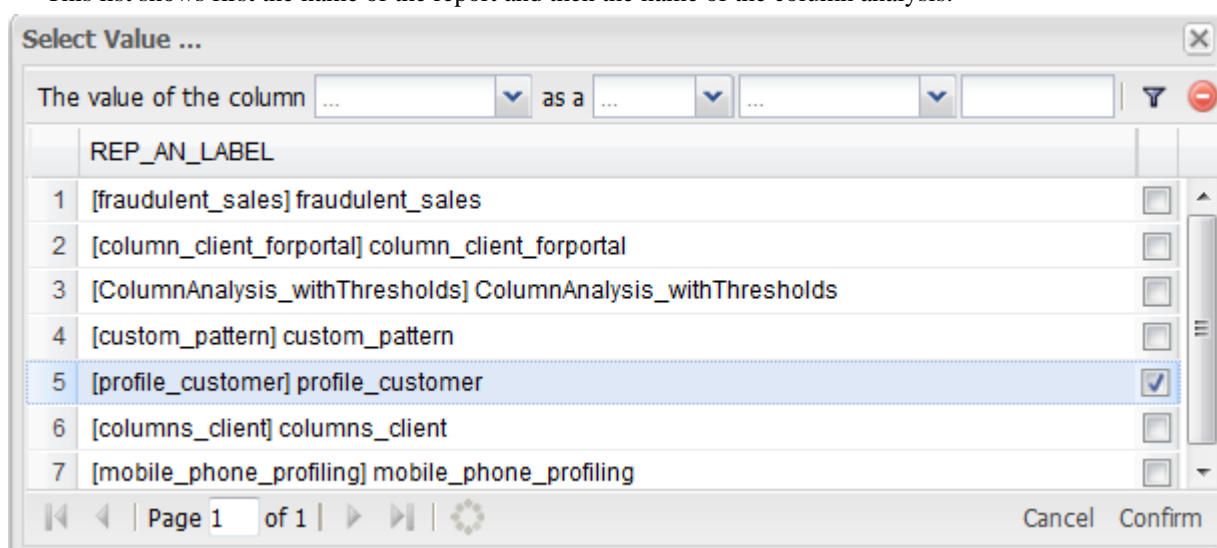 This list shows first the name of the report and then the name of the column analysis.
Select Value ...
The value of the column ... as a ... ...
REP_AN_LABEL
1 [fraudulent_sales] fraudulent_sales
2 [column_client_forportal] column_client_forportal
3 [ColumnAnalysis_withThresholds] ColumnAnalysis_withThresholds
4 [custom_pattern] custom_pattern
5 [profile_customer] profile_customer
6 [columns_client] columns_client
7 [mobile_phone_profiling] mobile_phone_profiling
Page 1 of 1 Cancel Confirm